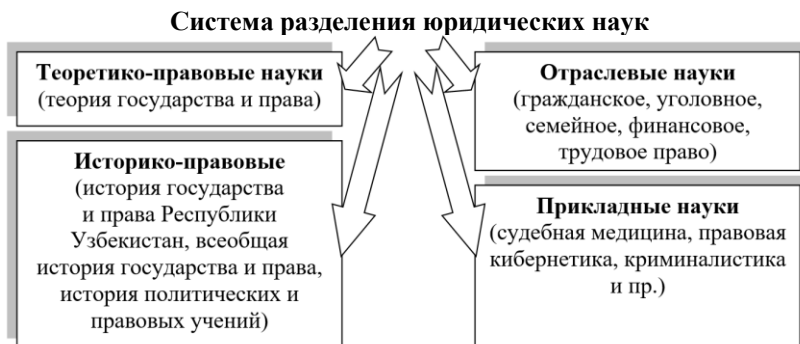 Система разделения юридических наук
Теоретико-правовые науки
(теория государства и права)
Историко-правовые
(история государства
и права Республики
Узбекистан, всеобщая
история государства и права,
история политических и
правовых учений)
Отраслевые науки
(гражданское, уголовное,
семейное, финансовое,
трудовое право)
Прикладные науки
(судебная медицина, правовая
кибернетика, криминалистика
и пр.)